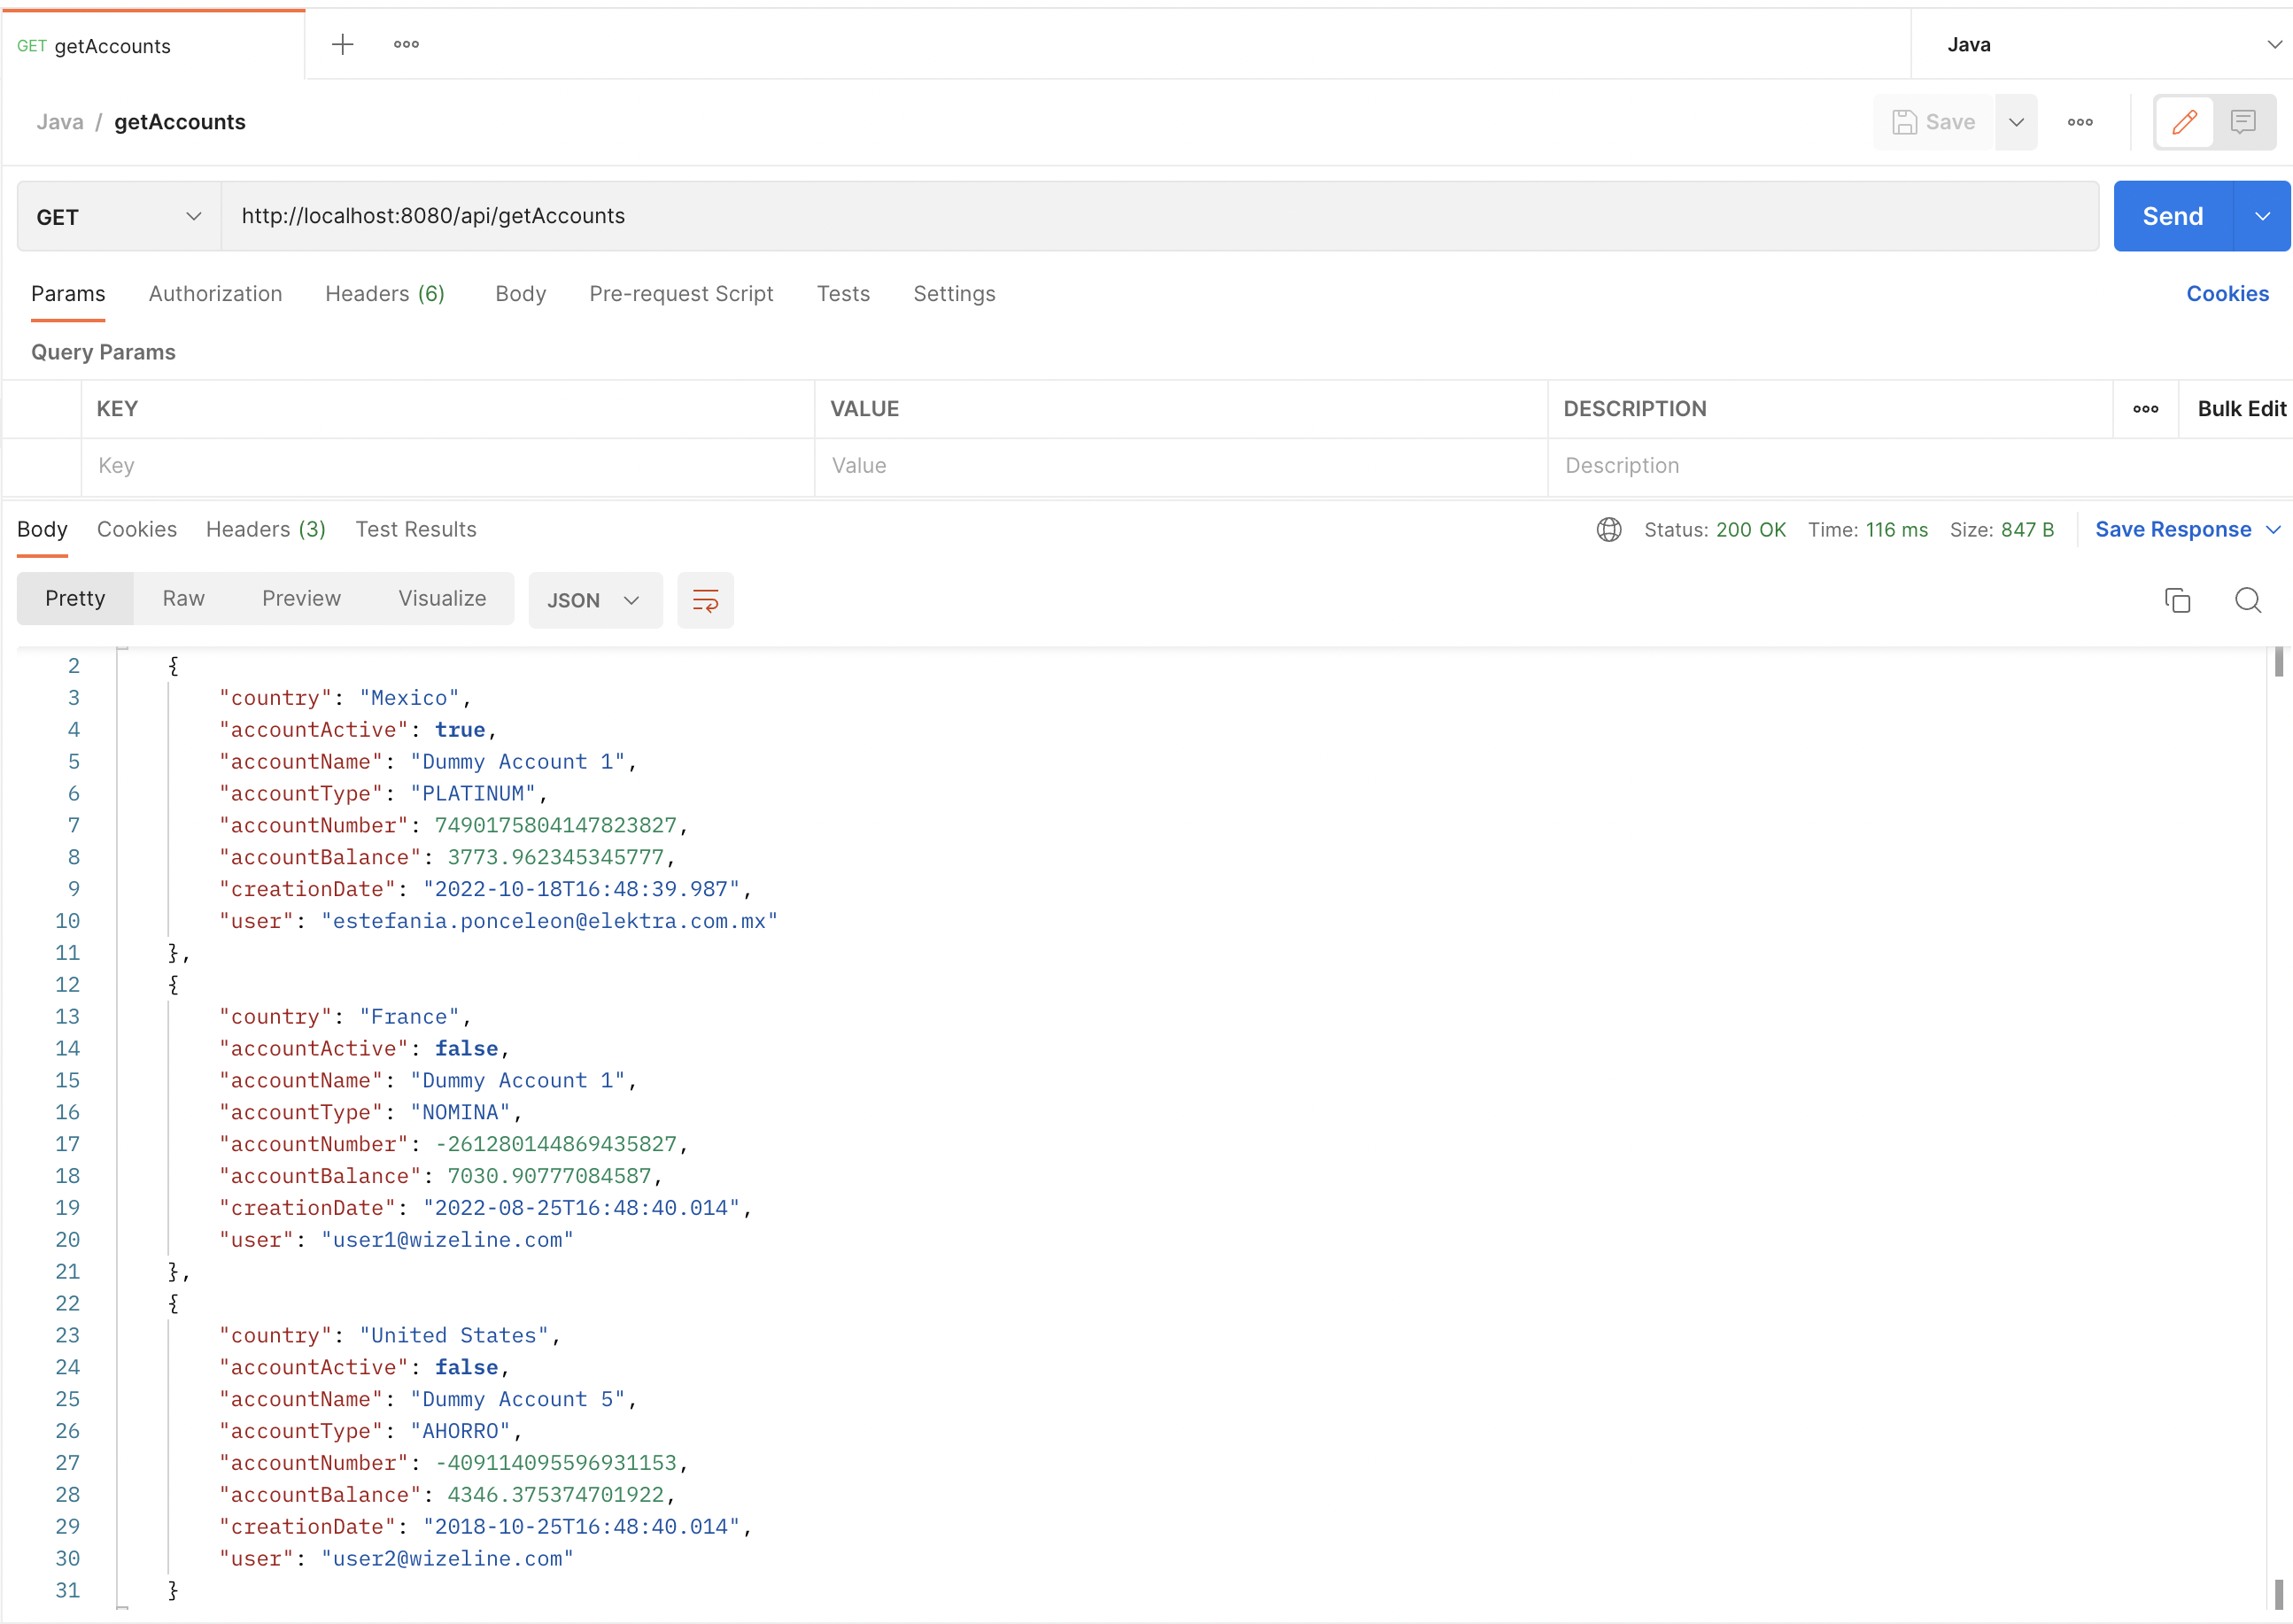 GET getAccounts
Java
Java / getAccounts
Save
GET http://localhost:8080/api/getAccounts Send
Params Authorization Headers (6) Body Pre-request Script Tests Settings Cookies
Query Params
KEY VALUE DESCRIPTION Bulk Edit
Key Value Description
Body Cookies Headers (3) Test Results Status: 200 OK Time: 116 ms Size: 847 B Save Response
Pretty Raw Preview Visualize JSON
2 {
3 "country": "Mexico",
4 "accountActive": true,
5 "accountName": "Dummy Account 1",
6 "accountType": "PLATINUM",
7 "accountNumber": 7490175804147823827,
8 "accountBalance": 3773.962345345777,
9 "creationDate": "2022-10-18T16:48:39.987",
10 "user": "estefania.ponceleon@elektra.com.mx"
11 },
12 {
13 "country": "France",
14 "accountActive": false,
15 "accountName": "Dummy Account 1",
16 "accountType": "NOMINA",
17 "accountNumber": -261280144869435827,
18 "accountBalance": 7030.90777084587,
19 "creationDate": "2022-08-25T16:48:40.014",
20 "user": "user1@wizeline.com"
21 },
22 {
23 "country": "United States",
24 "accountActive": false,
25 "accountName": "Dummy Account 5",
26 "accountType": "AHORRO",
27 "accountNumber": -409114095596931153,
28 "accountBalance": 4346.375374701922,
29 "creationDate": "2018-10-25T16:48:40.014",
30 "user": "user2@wizeline.com"
31 }